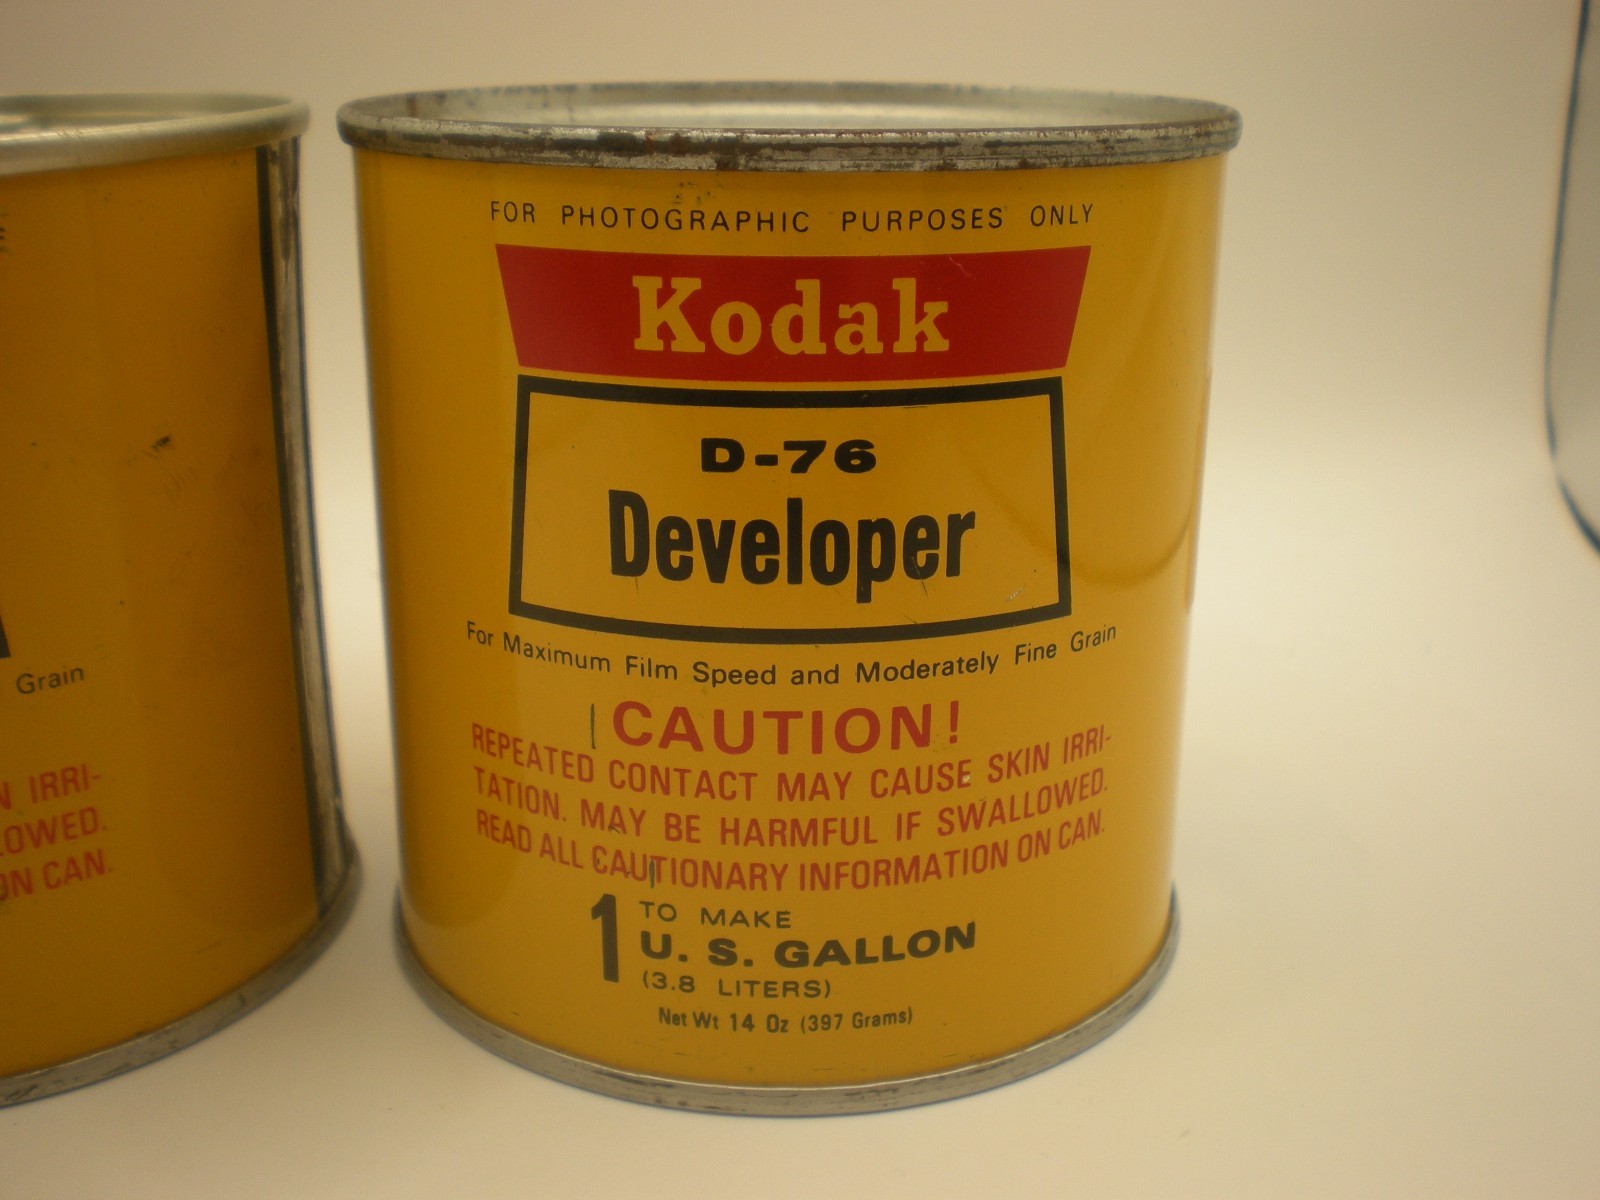 FOR PHOTOGRAPHIC PURPOSES ONLY
Kodak
D-76
Developer
For Maximum Film Speed and Moderately Fine Grain
CAUTION!
REPEATED CONTACT MAY CAUSE SKIN IRRI-
TATION. MAY BE HARMFUL IF SWALLOWED.
READ ALL CAUTIONARY INFORMATION ON CAN.
1 TO MAKE
U. S. GALLON
(3.8 LITERS)
Net Wt 14 Oz (397 Grams)
Grain
IRRI-
LOWED.
ON CAN.